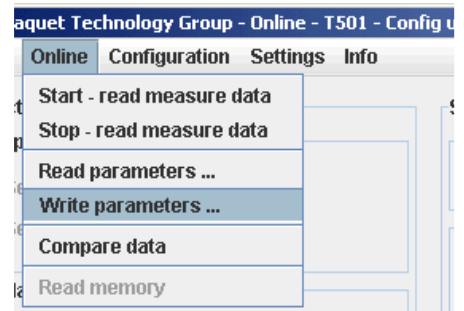 aquet Technology Group - Online - T501 - Config
Online Configuration Settings Info
Start - read measure data
Stop - read measure data
Read parameters ...
Write parameters ...
Compare data
Read memory